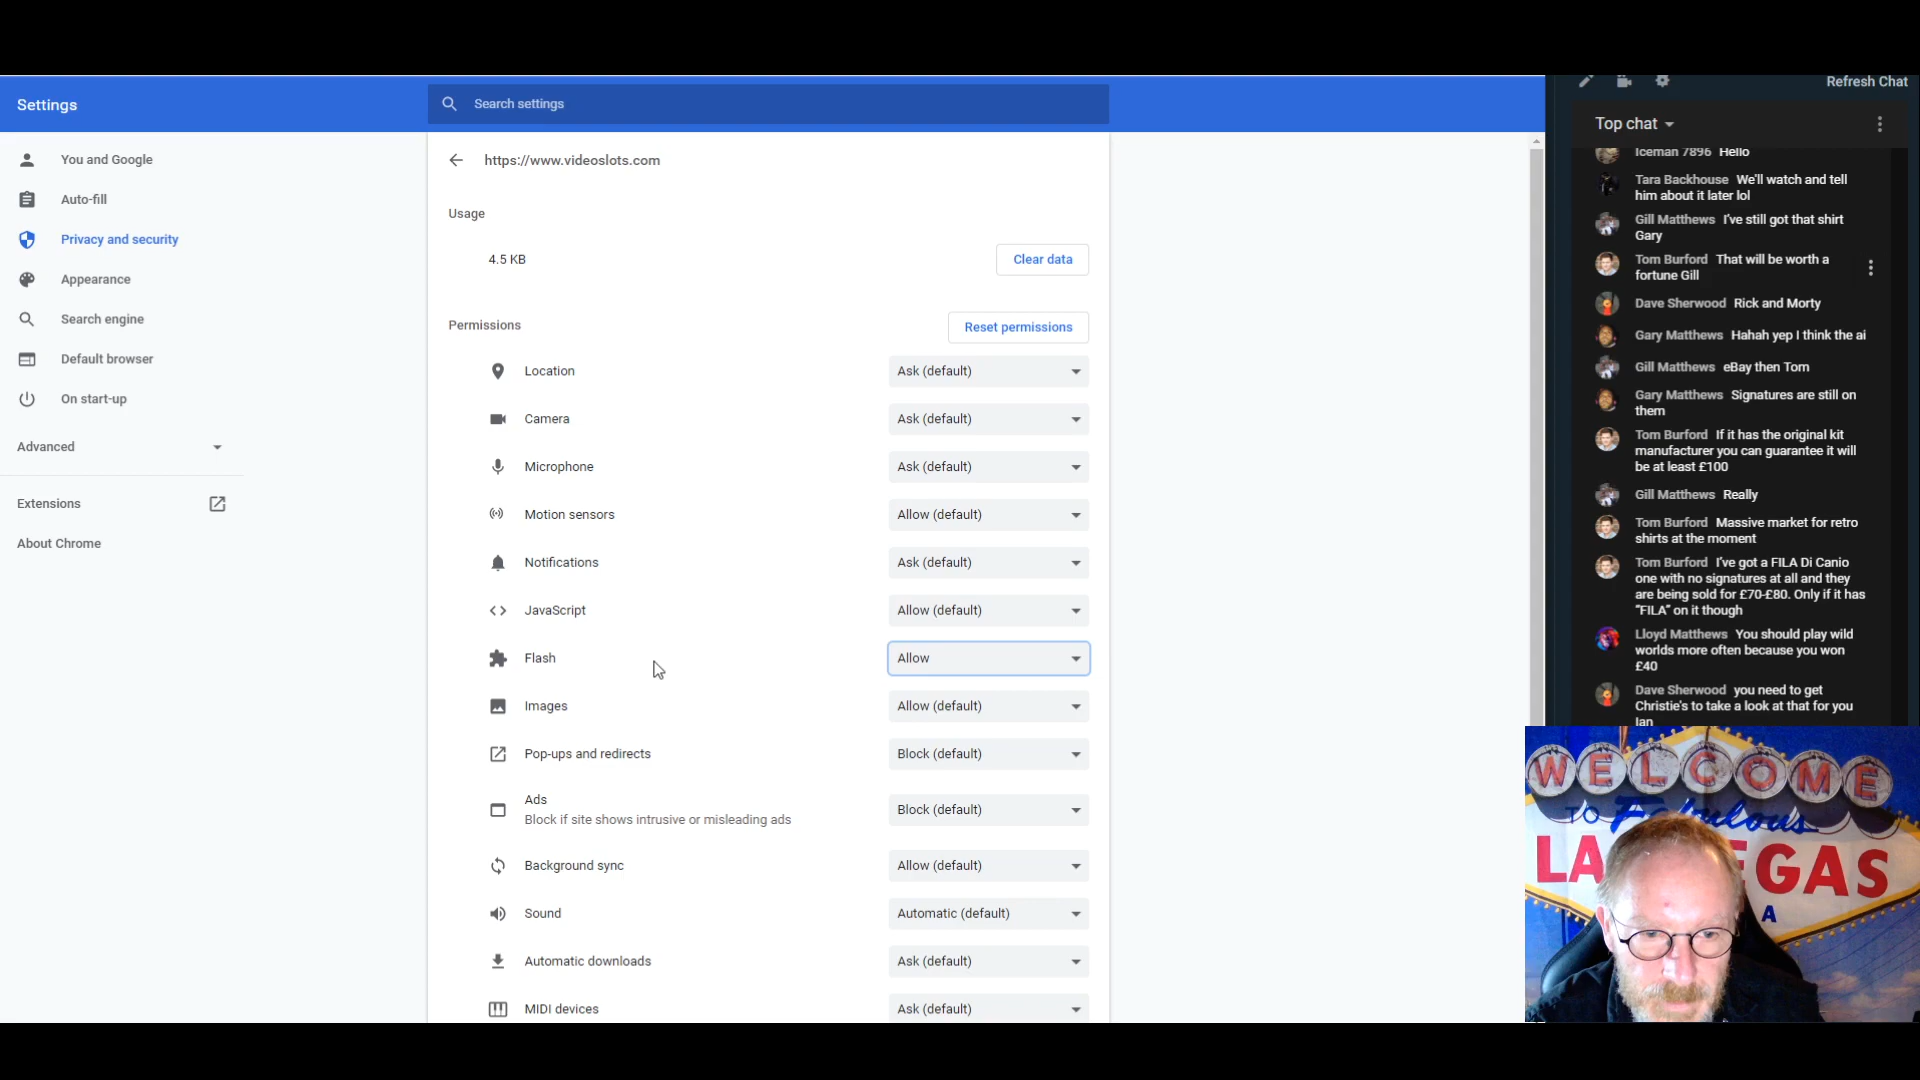 Settings
Search settings
You and Google
Auto-fill
Privacy and security
Appearance
Search engine
Default browser
On start-up
Advanced
Extensions
About Chrome
https://www.videoslots.com
Usage
4.5 KB
Clear data
Permissions
Reset permissions
Location
Ask (default)
Camera
Ask (default)
Microphone
Ask (default)
Motion sensors
Allow (default)
Notifications
Ask (default)
JavaScript
Allow (default)
Flash
Allow
Images
Allow (default)
Pop-ups and redirects
Block (default)
Ads
Block if site shows intrusive or misleading ads
Block (default)
Background sync
Allow (default)
Sound
Automatic (default)
Automatic downloads
Ask (default)
MIDI devices
Ask (default)
Refresh Chat
Top chat
Iceman 7896 Hello
Tara Backhouse We'll watch and tell
him about it later lol
Gill Matthews I've still got that shirt
Gary
Tom Burford That will be worth a
fortune Gill
Dave Sherwood Rick and Morty
Gary Matthews Hahah yep I think the ai
Gill Matthews eBay then Tom
Gary Matthews Signatures are still on
them
Tom Burford If it has the original kit
manufacturer you can guarantee it will
be at least £100
Gill Matthews Really
Tom Burford Massive market for retro
shirts at the moment
Tom Burford I've got a FILA Di Canio
one with no signatures at all and they
are being sold for £70-£80. Only if it has
"FILA" on it though
Lloyd Matthews You should play wild
worlds more often because you won
£40
Dave Sherwood you need to get
Christie's to take a look at that for you
Ian
WELCOME
TO Fabulous
LA EGAS
A